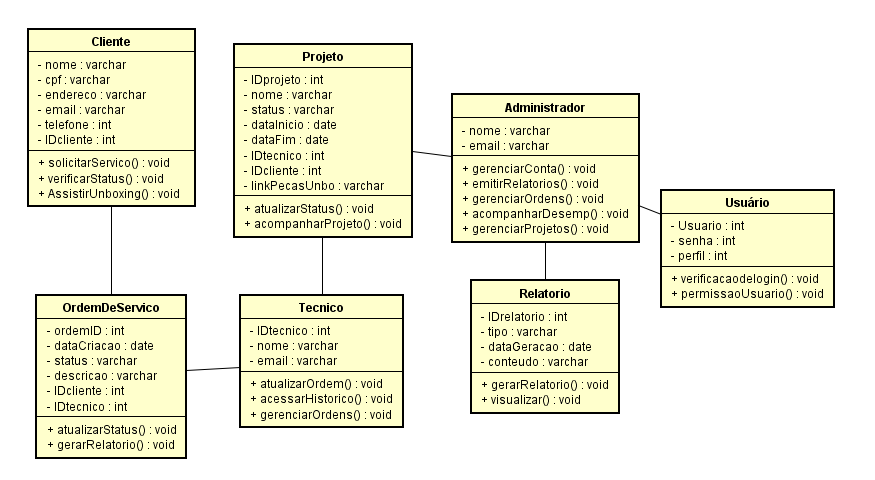 Cliente
- nome : varchar
- cpf : varchar
- endereco : varchar
- email : varchar
- telefone : int
- IDcliente : int
+ solicitarServico() : void
+ verificarStatus() : void
+ AssistirUnboxing() : void
Projeto
- IDprojeto : int
- nome : varchar
- status : varchar
- dataInicio : date
- dataFim : date
- IDtecnico : int
- IDcliente : int
- linkPecasUnbo : varchar
+ atualizarStatus() : void
+ acompanharProjeto() : void
Administrador
- nome : varchar
- email : varchar
+ gerenciarConta() : void
+ emitirRelatorios() : void
+ gerenciarOrdens() : void
+ acompanharDesemp() : void
+ gerenciarProjetos() : void
Usuário
- Usuario : int
- senha : int
- perfil : int
+ verificacaodelogin() : void
+ permissaoUsuario() : void
OrdemDeServico
- ordemID : int
- dataCriacao : date
- status : varchar
- descricao : varchar
- IDcliente : int
- IDtecnico : int
+ atualizarStatus() : void
+ gerarRelatorio() : void
Tecnico
- IDtecnico : int
- nome : varchar
- email : varchar
+ atualizarOrdem() : void
+ acessarHistorico() : void
+ gerenciarOrdens() : void
Relatorio
- IDrelatorio : int
- tipo : varchar
- dataGeracao : date
- conteudo : varchar
+ gerarRelatorio() : void
+ visualizar() : void